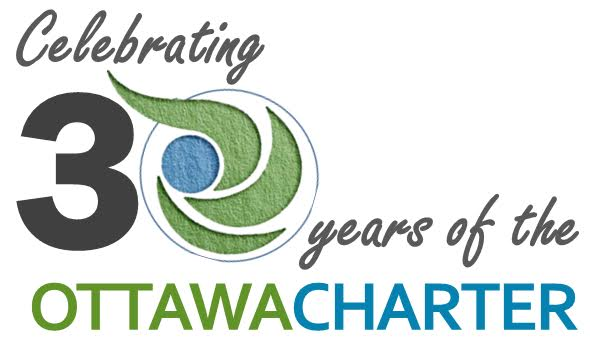 Celebrating
30
years of the
OTTAWACHARTER